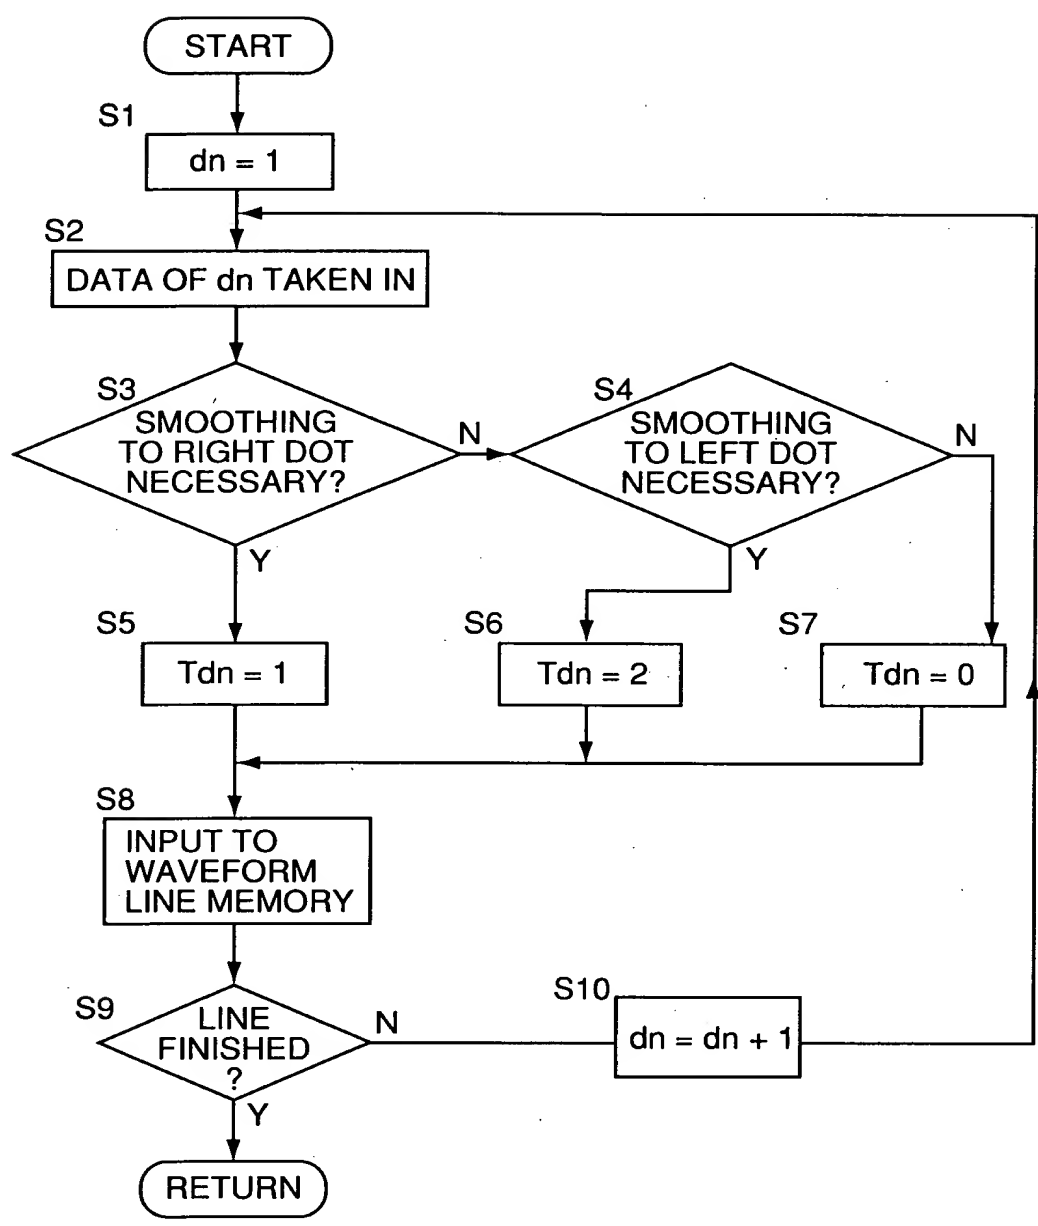 START
S1
dn = 1
S2
DATA OF dn TAKEN IN
S3
SMOOTHING
TO RIGHT DOT
NECESSARY?
N
S4
SMOOTHING
TO LEFT DOT
NECESSARY?
N
Y
Y
S5
Tdn = 1
S6
Tdn = 2
S7
Tdn = 0
S8
INPUT TO
WAVEFORM
LINE MEMORY
S9
LINE
FINISHED
?
N
S10
dn = dn + 1
Y
RETURN